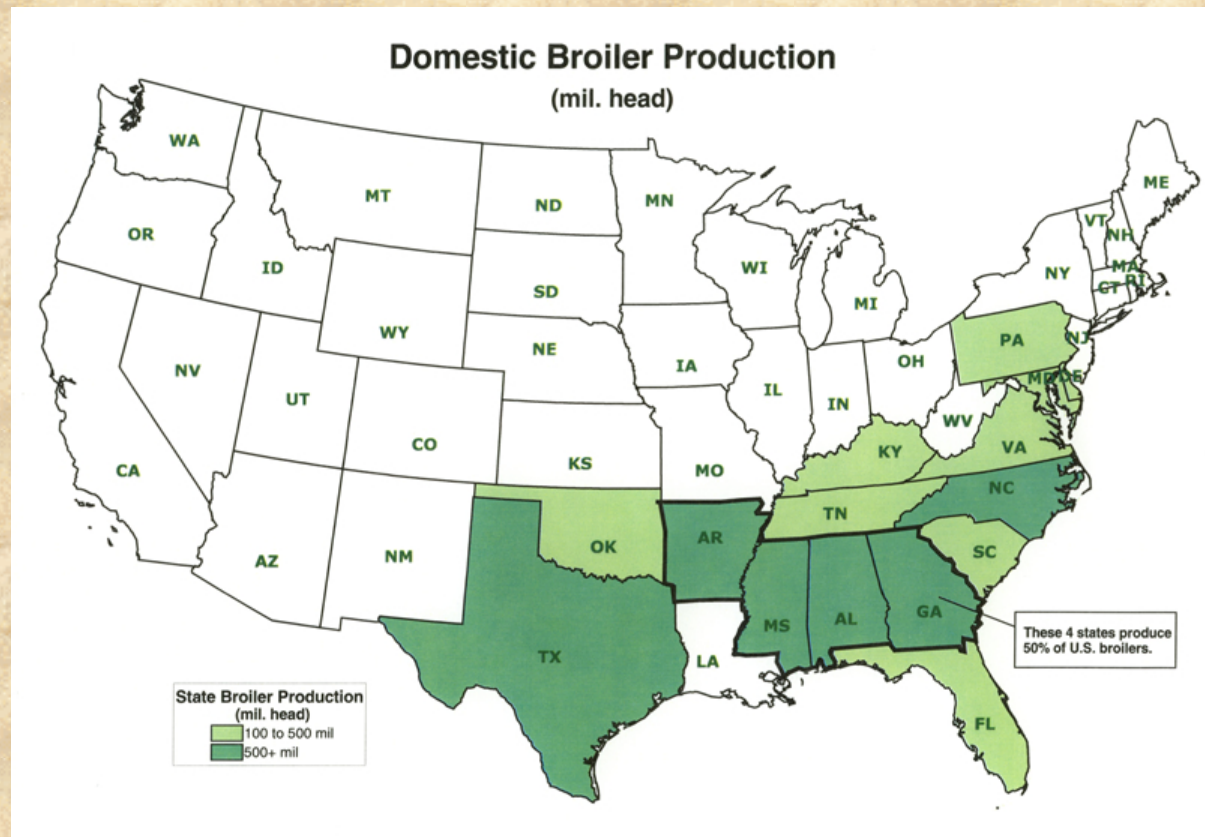 Domestic Broiler Production
(mil. head)
WA
MT
ND
MN
ME
VT
NH
OR
ID
SD
WI
MI
NY
MA
RI
CT
WY
NE
IA
PA
NJ
OH
NV
UT
IL
IN
MD
DE
WV
CO
KS
MO
KY
VA
CA
NC
TN
AZ
NM
OK
AR
SC
TX
MS
AL
GA
These 4 states produce
50% of U.S. broilers.
LA
FL
State Broiler Production
(mil. head)
100 to 500 mil
500+ mil